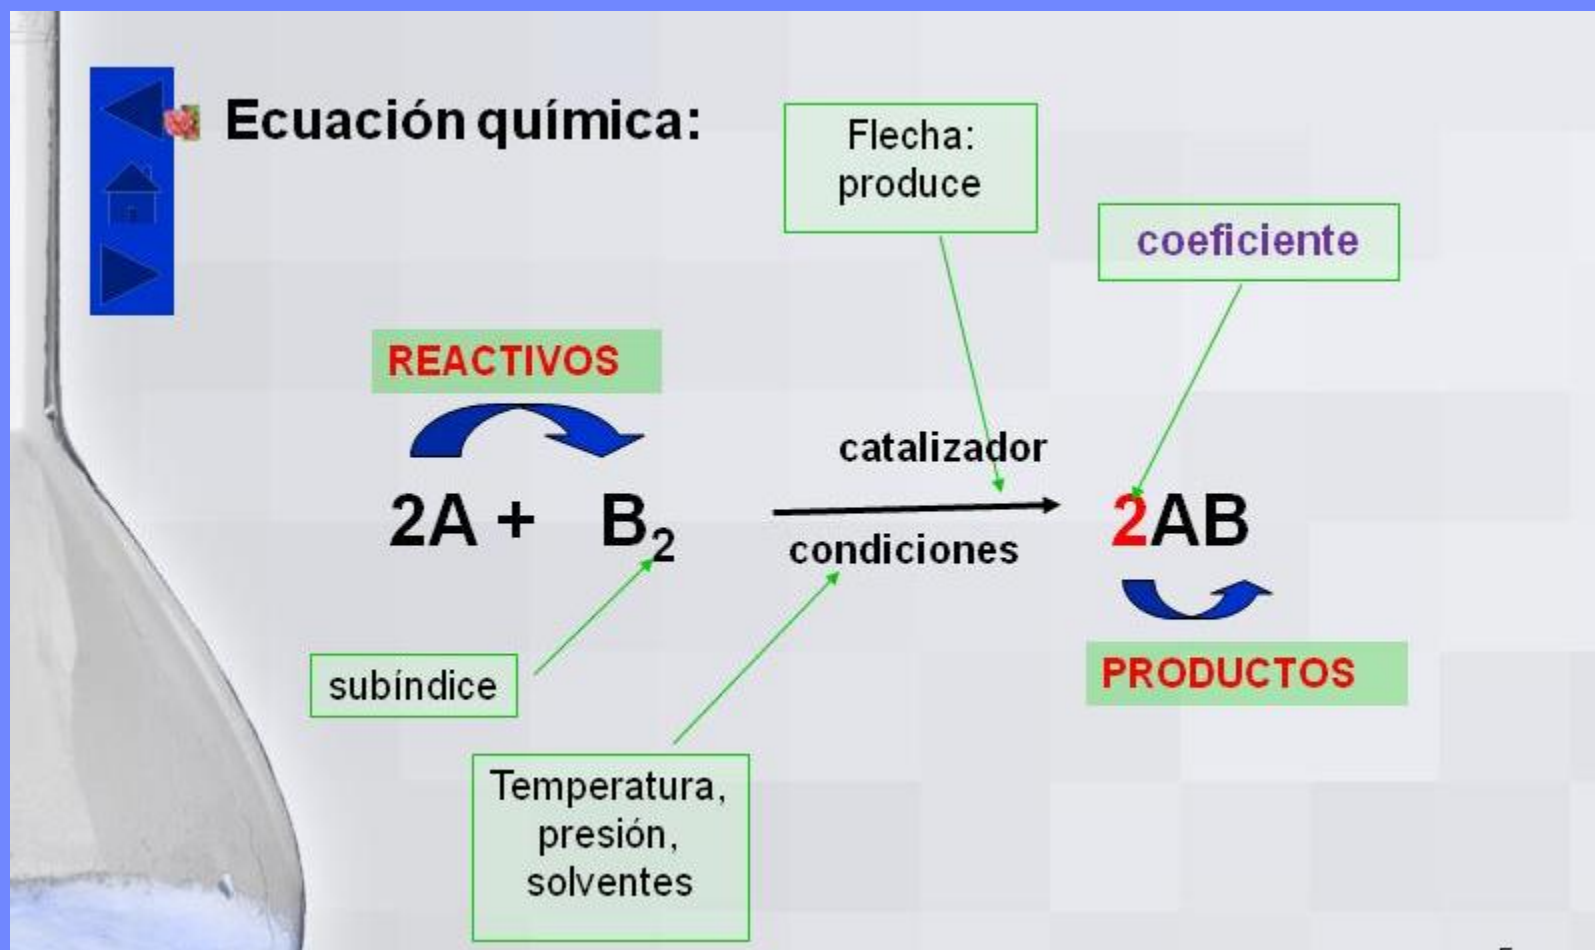 Ecuación química:
Flecha:
produce
coeficiente
REACTIVOS
catalizador
2A + B₂
2AB
condiciones
subíndice
PRODUCTOS
Temperatura,
presión,
solventes